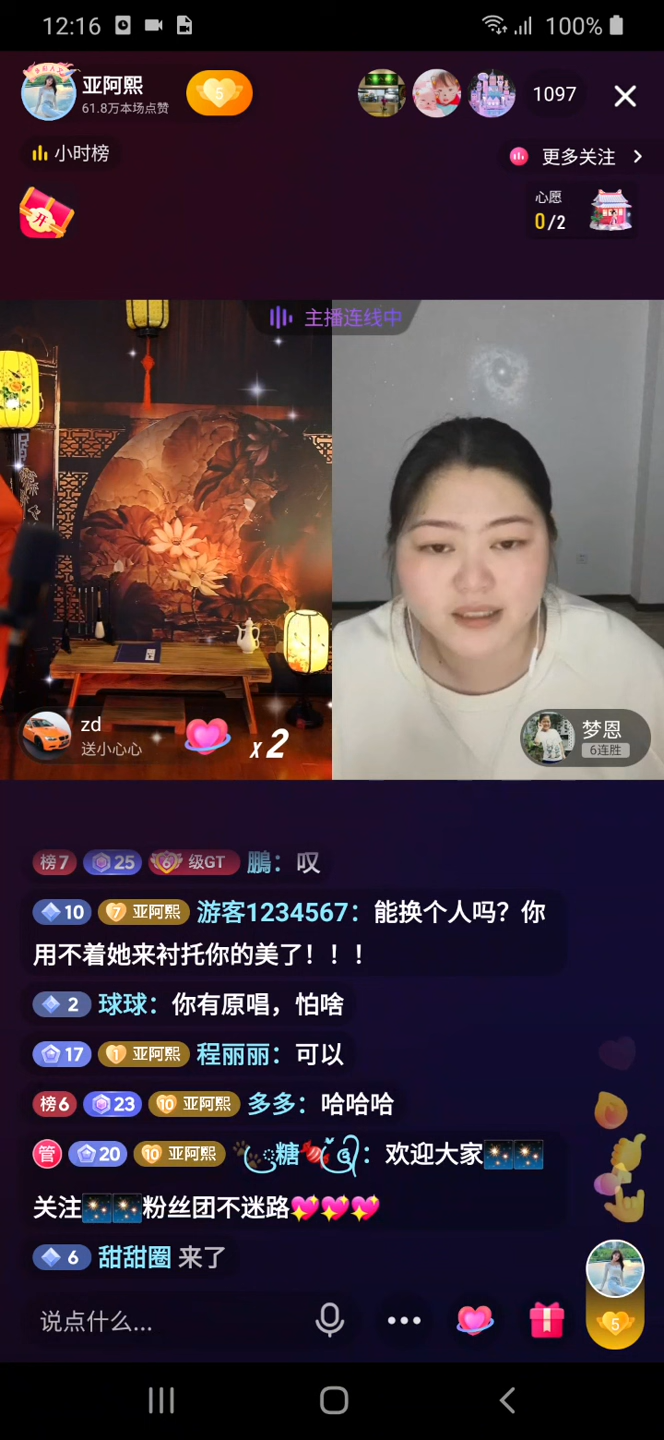 12:16
100%
亚阿熙
61.8万本场点赞
5
1097
小时榜
更多关注
开
心愿
0/2
主播连线中
zd
送小心心
x2
梦恩
6连胜
榜7 25 6 级GT 鵬：叹
10 7 亚阿熙 游客1234567：能换个人吗？你
用不着她来衬托你的美了！！！
2 球球：你有原唱，怕啥
17 1 亚阿熙 程丽丽：可以
榜6 23 10 亚阿熙 多多：哈哈哈
管 20 10 亚阿熙 糖🍬：欢迎大家🎇🎇
关注🎇🎇粉丝团不迷路💖💖💖
6 甜甜圈 来了
说点什么...
5